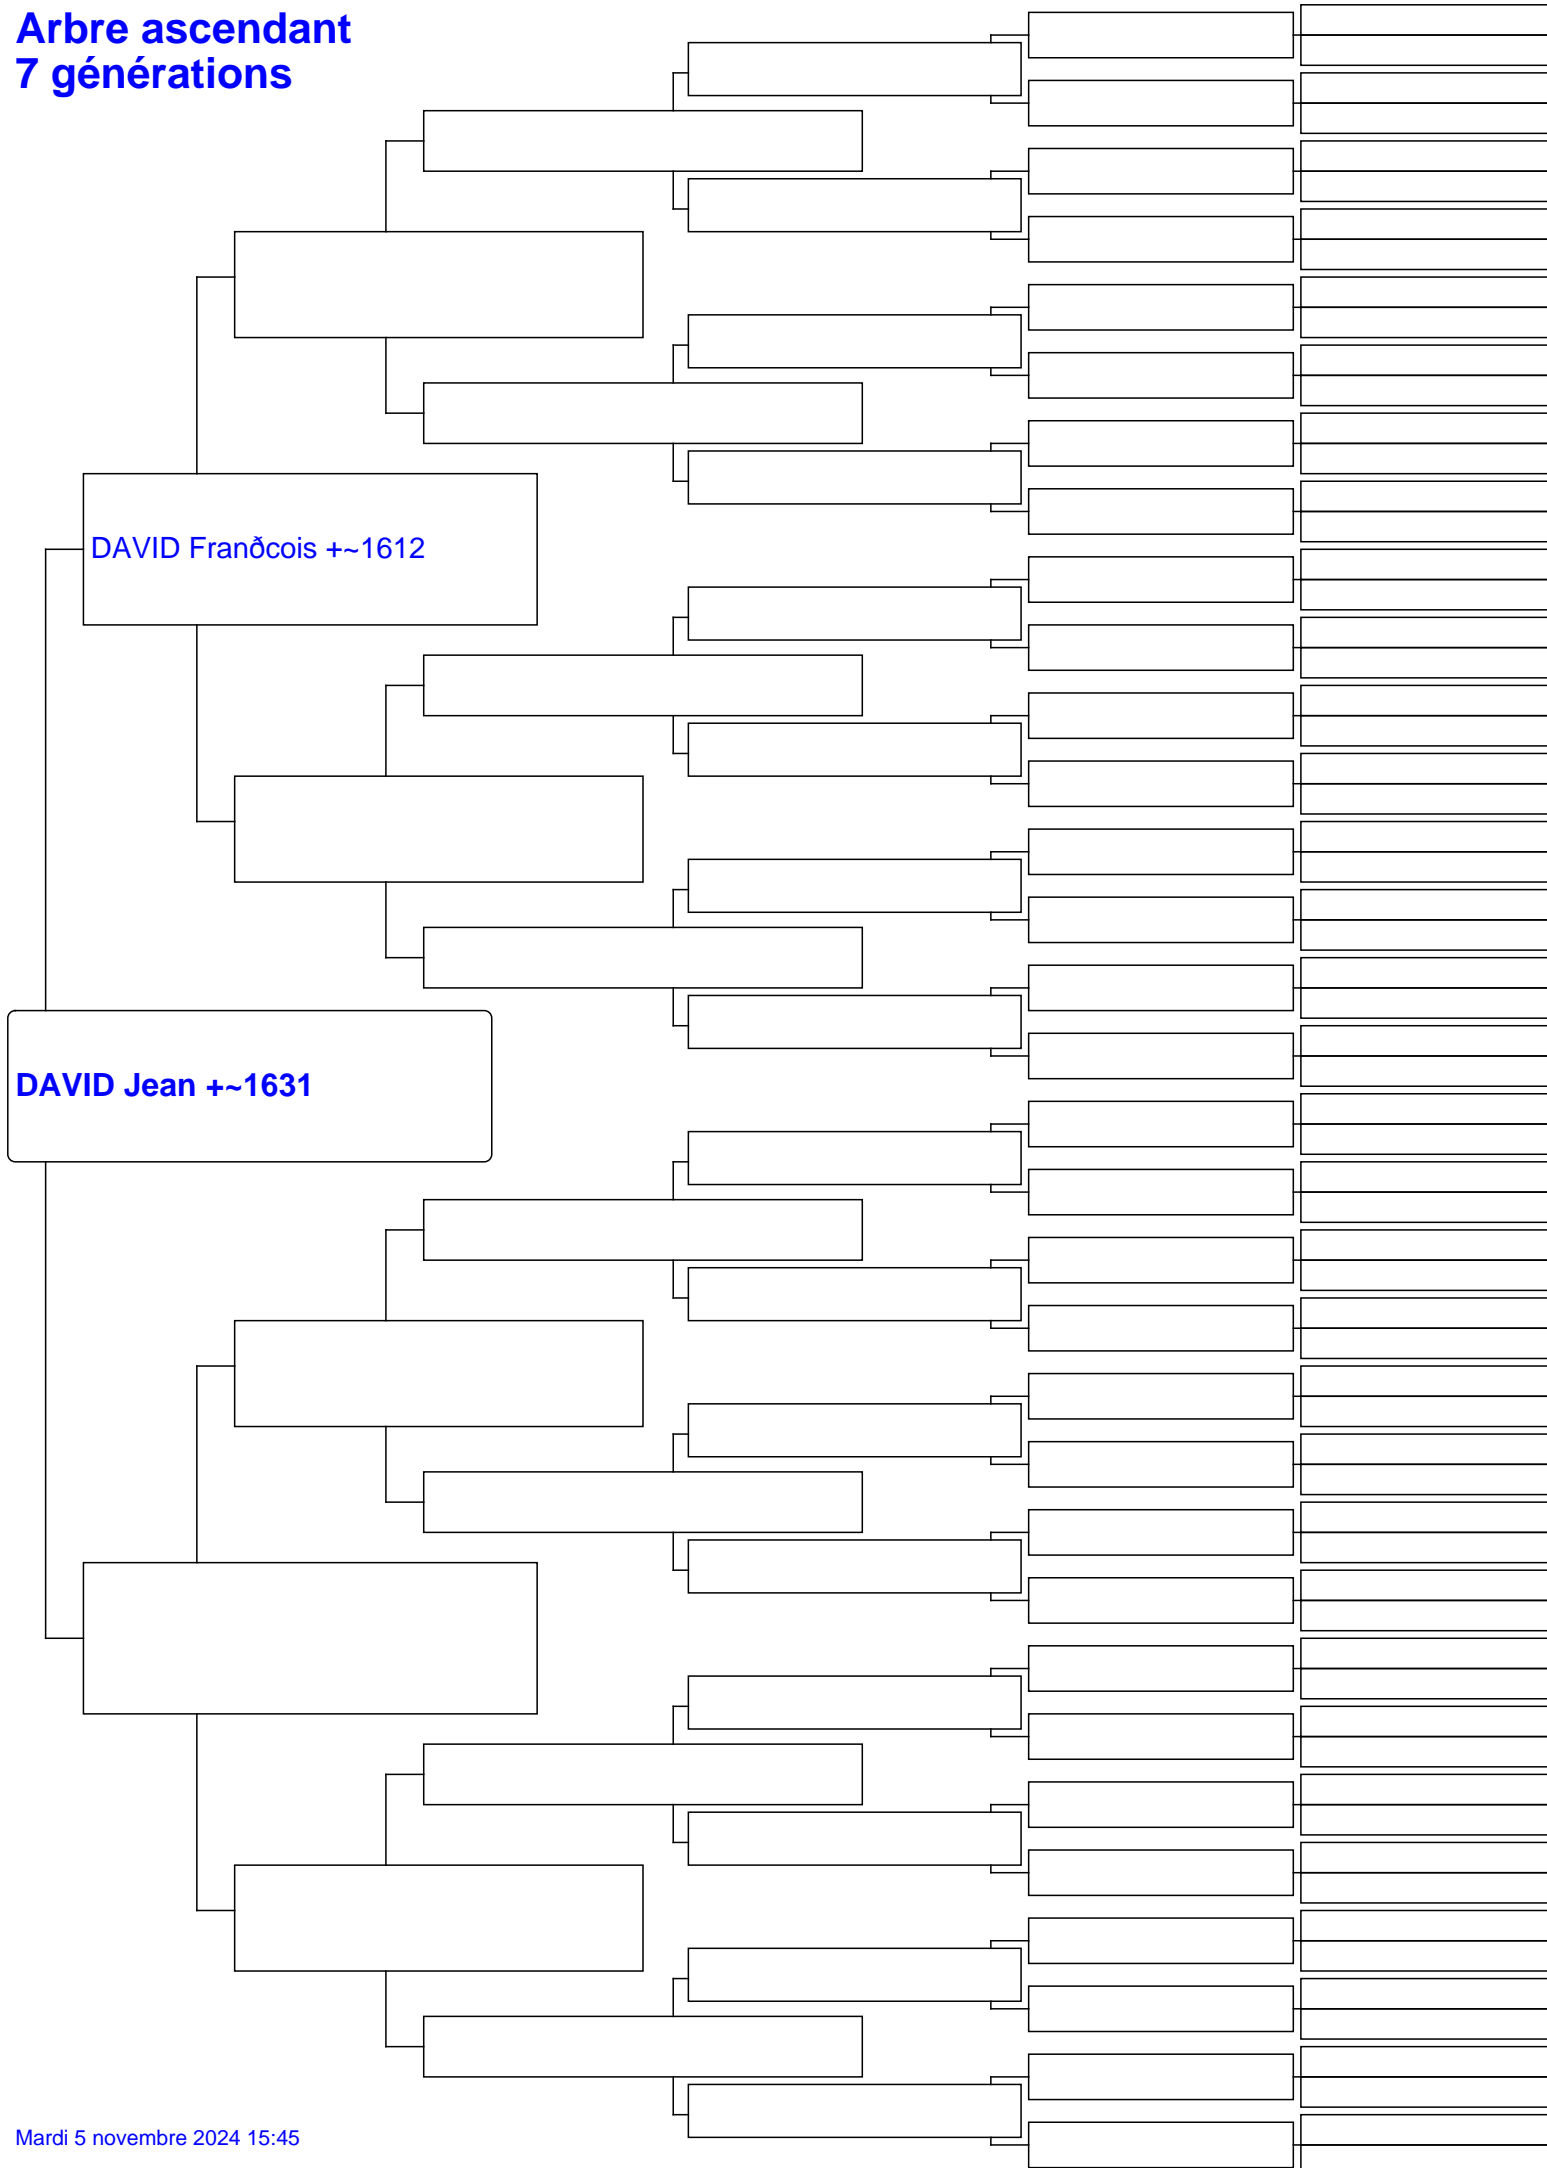 Arbre ascendant
7 générations
DAVID Franðcois +~1612
DAVID Jean +~1631
Mardi 5 novembre 2024 15:45